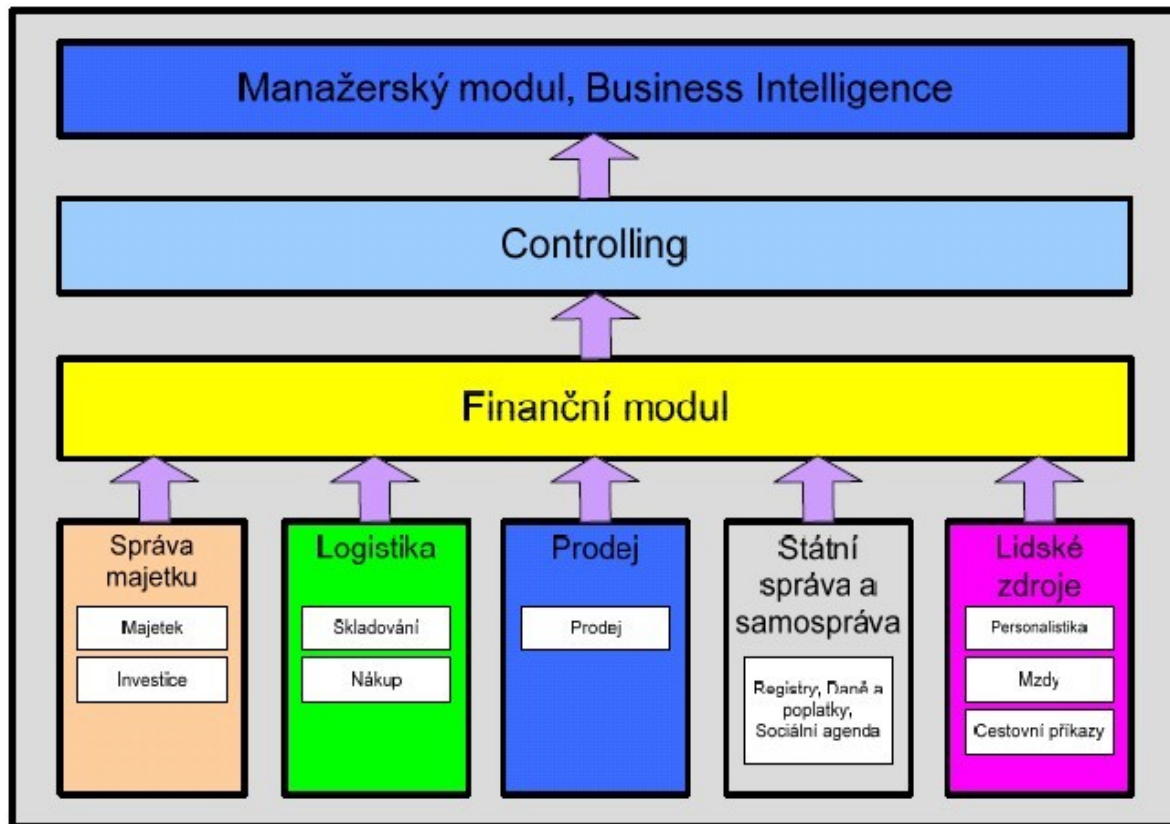 Manažerský modul, Business Intelligence
Controlling
Finanční modul
Správa
majetku
Majetek
Investice
Logistika
Skladování
Nákup
Prodej
Prodej
Státní
správa a
samospráva
Registry, Daně a
poplatky,
Sociální agenda
Lidské
zdroje
Personalistika
Mzdy
Cestovní příkazy